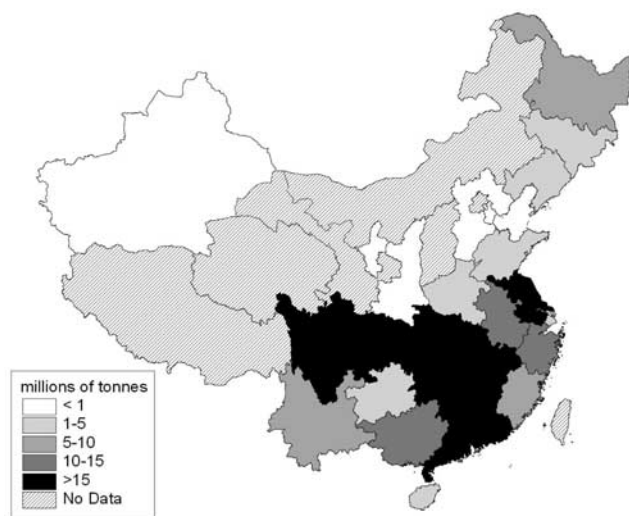 millions of tonnes
< 1
1-5
5-10
10-15
>15
No Data